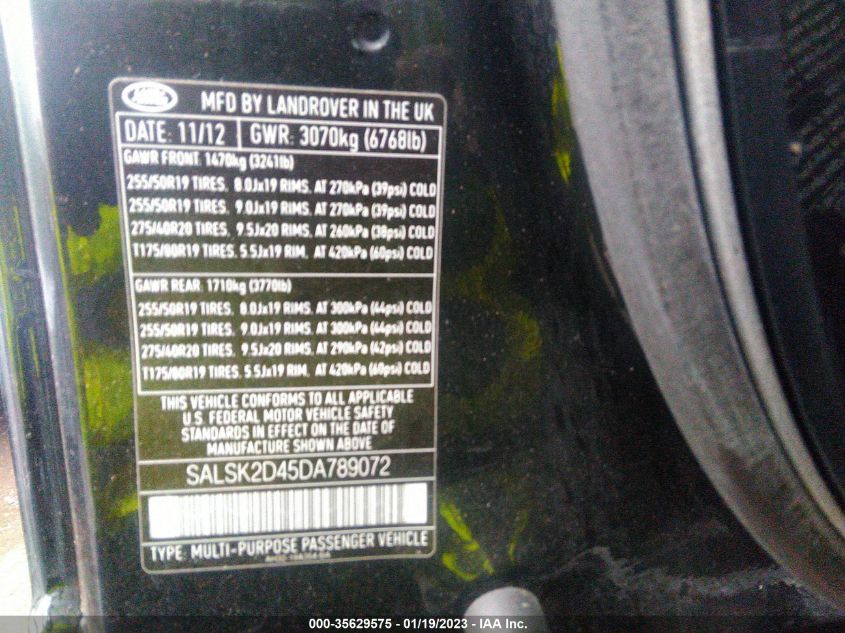 LAND ROVER
MFD BY LANDROVER IN THE UK
DATE: 11/12 GWR: 3070kg (6768lb)
GAWR FRONT 1470kg (3241lb)
255/50R19 TIRES. 8.0Jx19 RIMS. AT 270kPa (39psi) COLD
255/50R19 TIRES. 9.0Jx19 RIMS. AT 270kPa (39psi) COLD
275/40R20 TIRES. 9.5Jx20 RIMS. AT 260kPa (38psi) COLD
T175/80R19 TIRES. 5.5Jx19 RIM. AT 420kPa (60psi) COLD
GAWR REAR 1710kg (3770lb)
255/50R19 TIRES. 8.0Jx19 RIMS. AT 300kPa (44psi) COLD
255/50R19 TIRES. 9.0Jx19 RIMS. AT 300kPa (44psi) COLD
275/40R20 TIRES. 9.5Jx20 RIMS. AT 290kPa (42psi) COLD
T175/80R19 TIRES. 5.5Jx19 RIM. AT 420kPa (60psi) COLD
THIS VEHICLE CONFORMS TO ALL APPLICABLE
U.S. FEDERAL MOTOR VEHICLE SAFETY
STANDARDS IN EFFECT ON THE DATE OF
MANUFACTURE SHOWN ABOVE
SALSK2D45DA789072
TYPE: MULTI-PURPOSE PASSENGER VEHICLE
000-35629575 - 01/19/2023 - IAA Inc.